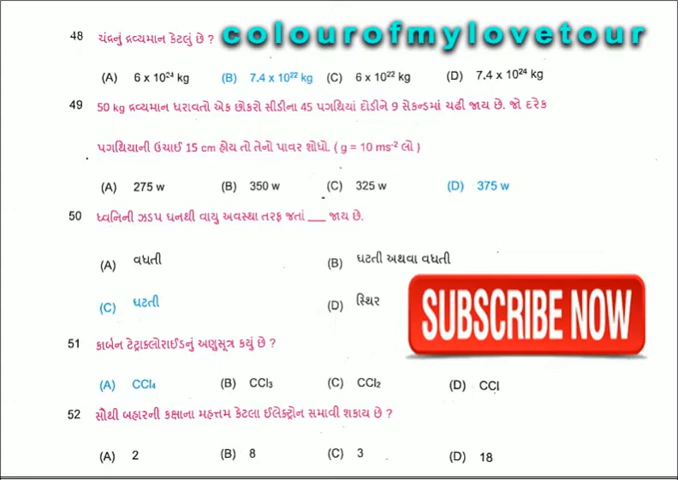 colourofmylovetour
48 ચંદ્રનું દ્રવ્યમાન કેટલું છે ?
(A) 6 x 10²⁴ kg (B) 7.4 x 10²² kg (C) 6 x 10²² kg (D) 7.4 x 10²⁴ kg
49 50 kg દ્રવ્યમાન ધરાવતો એક છોકરો સીડીના 45 પગથિયાં દોડીને 9 સેકન્ડમાં ચઢી જાય છે. જો દરેક
પગથિયાની ઉંચાઈ 15 cm હોય તો તેનો પાવર શોધો. ( g = 10 ms⁻² લો )
(A) 275 w (B) 350 w (C) 325 w (D) 375 w
50 ધ્વનિની ઝડપ ઘનથી વાયુ અવસ્થા તરફ જતાં ___ જાય છે.
(A) વધતી (B) ઘટતી અથવા વધતી
(C) ઘટતી (D) સ્થિર
SUBSCRIBE NOW
51 કાર્બન ટેટ્રાક્લોરાઈડનું અણુસૂત્ર કયું છે ?
(A) CCl₄ (B) CCl₃ (C) CCl₂ (D) CCl
52 સૌથી બહારની કક્ષાના મહત્તમ કેટલા ઈલેક્ટ્રોન સમાવી શકાય છે ?
(A) 2 (B) 8 (C) 3 (D) 18